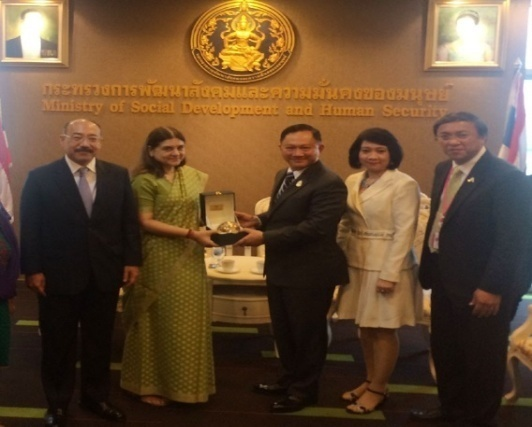 กระทรวงการพัฒนาสังคมและความมั่นคงของมนุษย์
Ministry of Social Development and Human Security